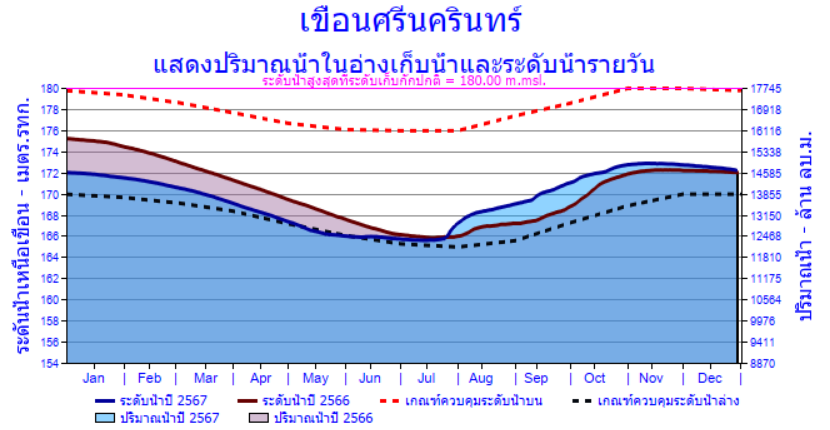 เขื่อนศรีนครินทร์
แสดงปริมาณน้ำในอ่างเก็บน้ำและระดับน้ำรายวัน
ระดับน้ำสูงสุดที่ระดับเก็บกักปกติ = 180.00 m.msl.
ระดับน้ำเหนือเขื่อน - เมตร.รทก.
ปริมาณน้ำ - ล้าน ลบ.ม.
180 17745
178 16918
176 16116
174 15338
172 14585
170 13855
168 13150
166 12468
164 11810
162 11175
160 10564
158 9976
156 9411
154 8870
Jan | Feb | Mar | Apr | May | Jun | Jul | Aug | Sep | Oct | Nov | Dec |
ระดับน้ำปี 2567 ระดับน้ำปี 2566 เกณฑ์ควบคุมระดับน้ำบน เกณฑ์ควบคุมระดับน้ำล่าง
ปริมาณน้ำปี 2567 ปริมาณน้ำปี 2566